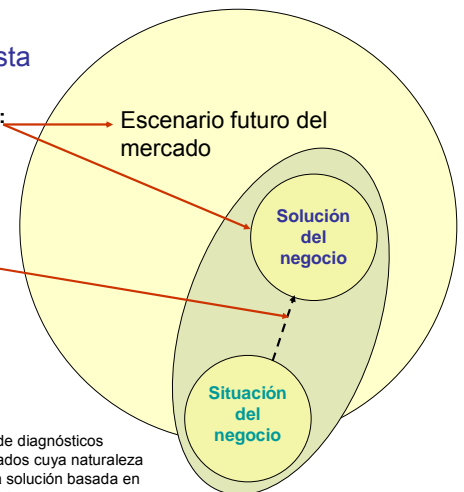 sta
:
Escenario futuro del
mercado
Solución
del
negocio
Situación
del
negocio
de diagnósticos
ados cuya naturaleza
a solución basada en